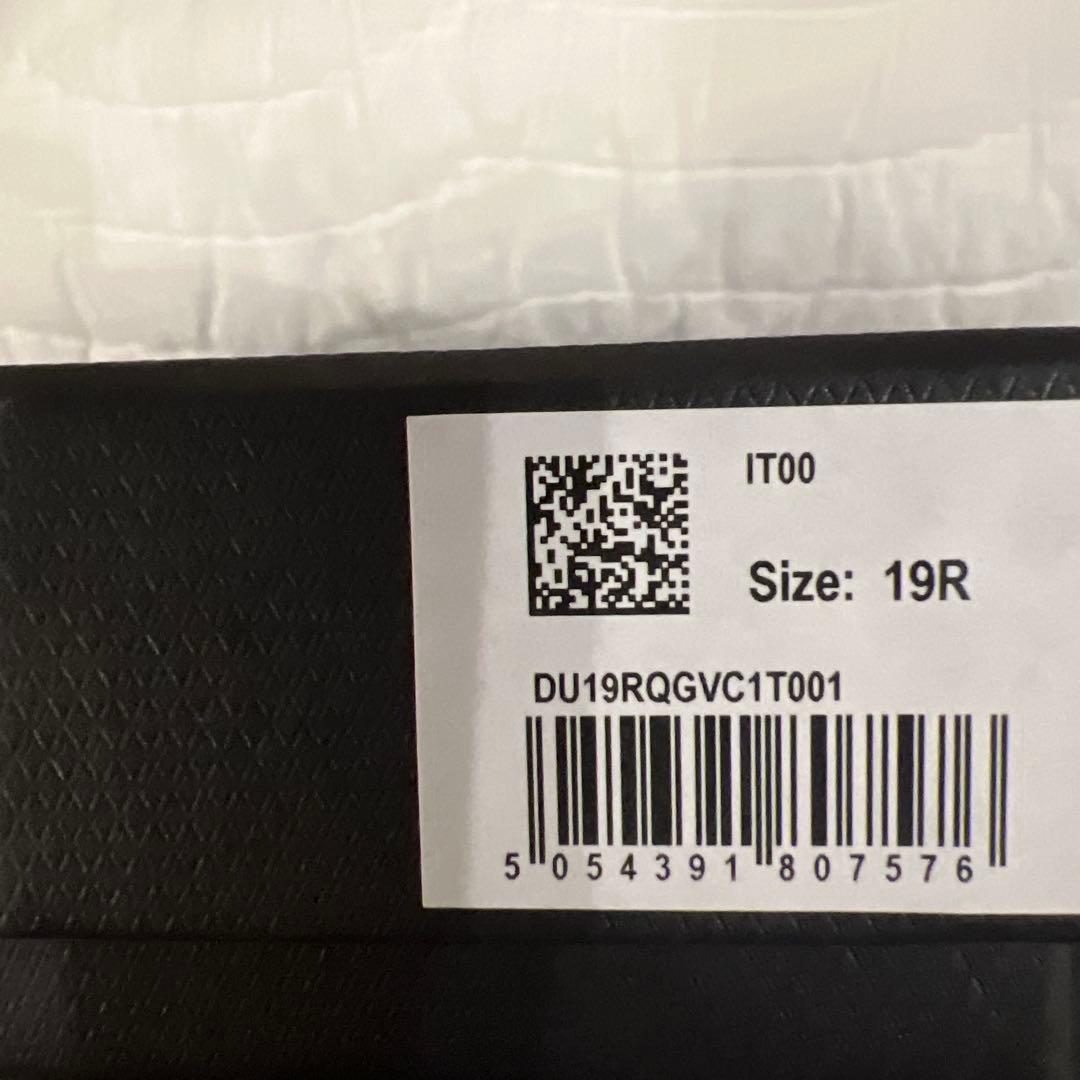 IT00
Size: 19R
DU19RQGVC1T001
5 054391 807576